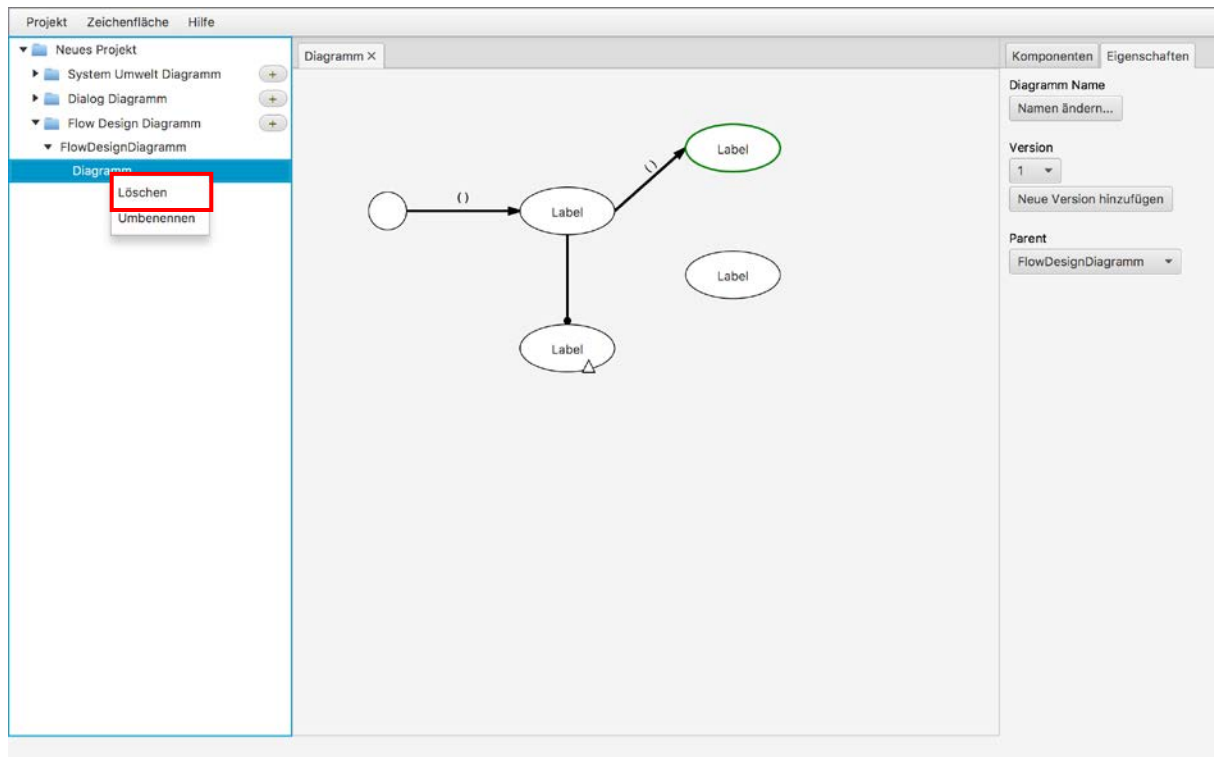 Projekt Zeichenfläche Hilfe
Neues Projekt
System Umwelt Diagramm +
Dialog Diagramm +
Flow Design Diagramm +
FlowDesignDiagramm
Diagramm
Löschen
Umbenennen
Diagramm ×
( )
Label
( )
Label
Label
Label
Komponenten Eigenschaften
Diagramm Name
Namen ändern...
Version
1
Neue Version hinzufügen
Parent
FlowDesignDiagramm